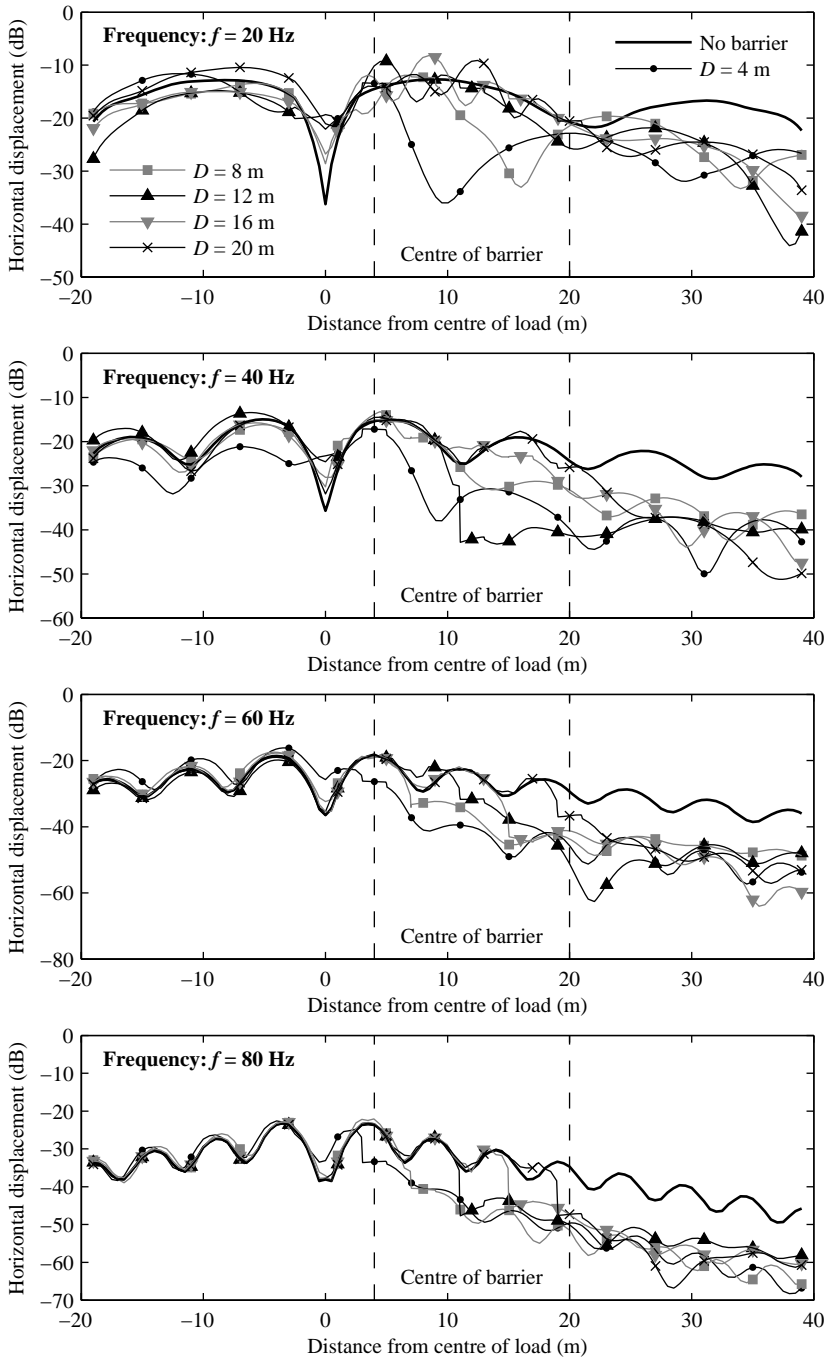 Frequency: f = 20 Hz
No barrier
D = 4 m
D = 8 m
D = 12 m
D = 16 m
D = 20 m
Centre of barrier
0
−10
−20
−30
−40
−50
Horizontal displacement (dB)
−20 −10 0 10 20 30 40
Distance from centre of load (m)
Frequency: f = 40 Hz
Centre of barrier
0
−10
−20
−30
−40
−50
−60
Horizontal displacement (dB)
−20 −10 0 10 20 30 40
Distance from centre of load (m)
Frequency: f = 60 Hz
Centre of barrier
0
−20
−40
−60
−80
Horizontal displacement (dB)
−20 −10 0 10 20 30 40
Distance from centre of load (m)
Frequency: f = 80 Hz
Centre of barrier
0
−10
−20
−30
−40
−50
−60
−70
Horizontal displacement (dB)
−20 −10 0 10 20 30 40
Distance from centre of load (m)